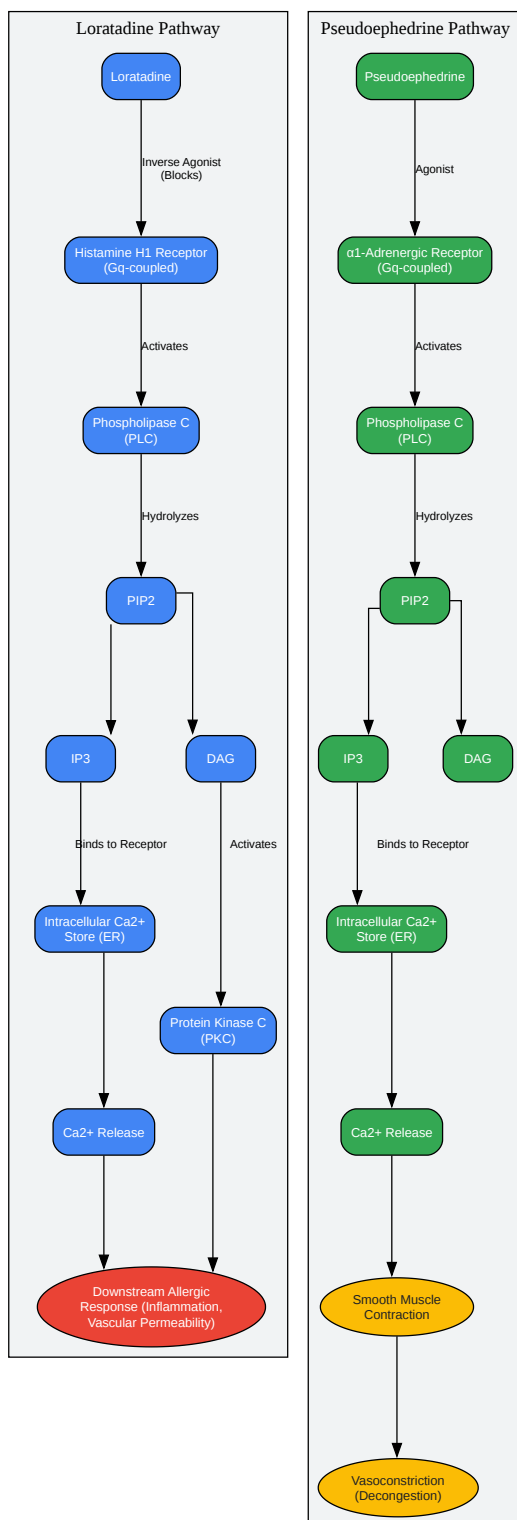 Loratadine Pathway
Loratadine
Inverse Agonist
(Blocks)
Histamine H1 Receptor
(Gq-coupled)
Activates
Phospholipase C
(PLC)
Hydrolyzes
PIP2
IP3
DAG
Binds to Receptor
Activates
Intracellular Ca2+
Store (ER)
Protein Kinase C
(PKC)
Ca2+ Release
Downstream Allergic
Response (Inflammation,
Vascular Permeability)
Pseudoephedrine Pathway
Pseudoephedrine
Agonist
α1-Adrenergic Receptor
(Gq-coupled)
Activates
Phospholipase C
(PLC)
Hydrolyzes
PIP2
IP3
DAG
Binds to Receptor
Intracellular Ca2+
Store (ER)
Ca2+ Release
Smooth Muscle
Contraction
Vasoconstriction
(Decongestion)